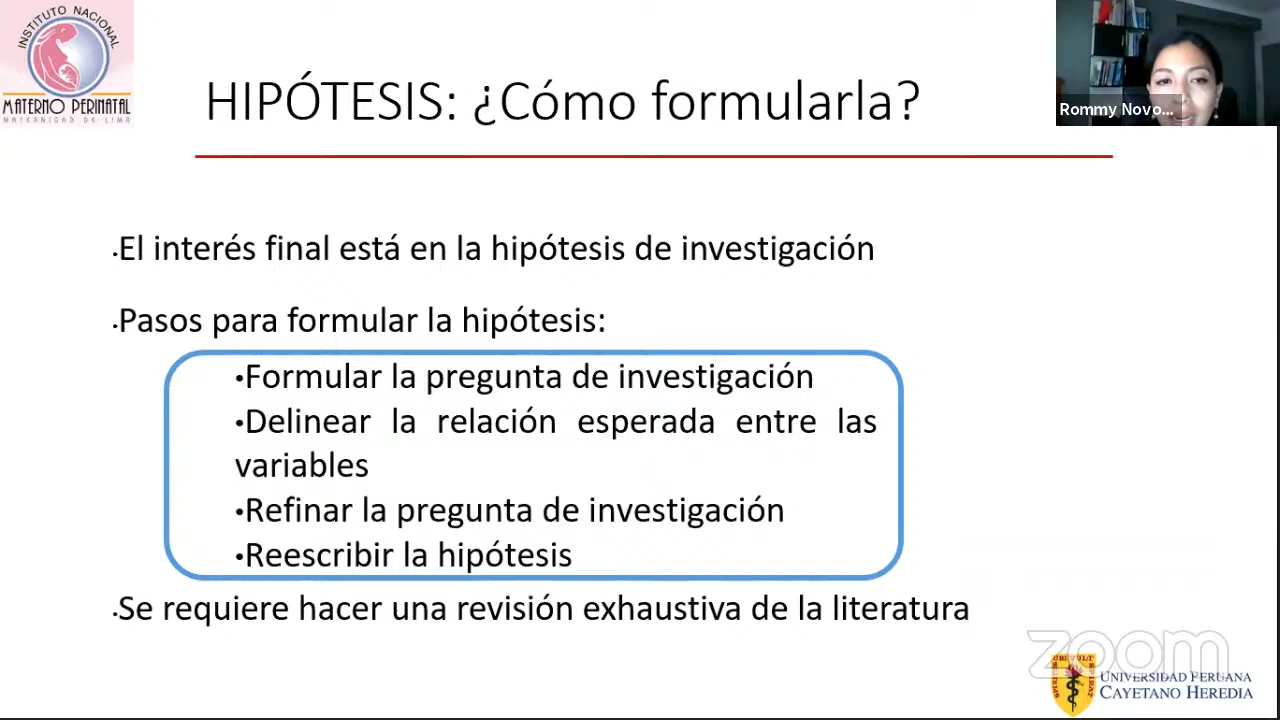 INSTITUTO NACIONAL
MATERNO PERINATAL
MATERNIDAD DE LIMA
HIPÓTESIS: ¿Cómo formularla?
Rommy Novo...
•El interés final está en la hipótesis de investigación
•Pasos para formular la hipótesis:
•Formular la pregunta de investigación
•Delinear la relación esperada entre las
variables
•Refinar la pregunta de investigación
•Reescribir la hipótesis
•Se requiere hacer una revisión exhaustiva de la literatura
zoom
UNIVERSIDAD PERUANA
CAYETANO HEREDIA